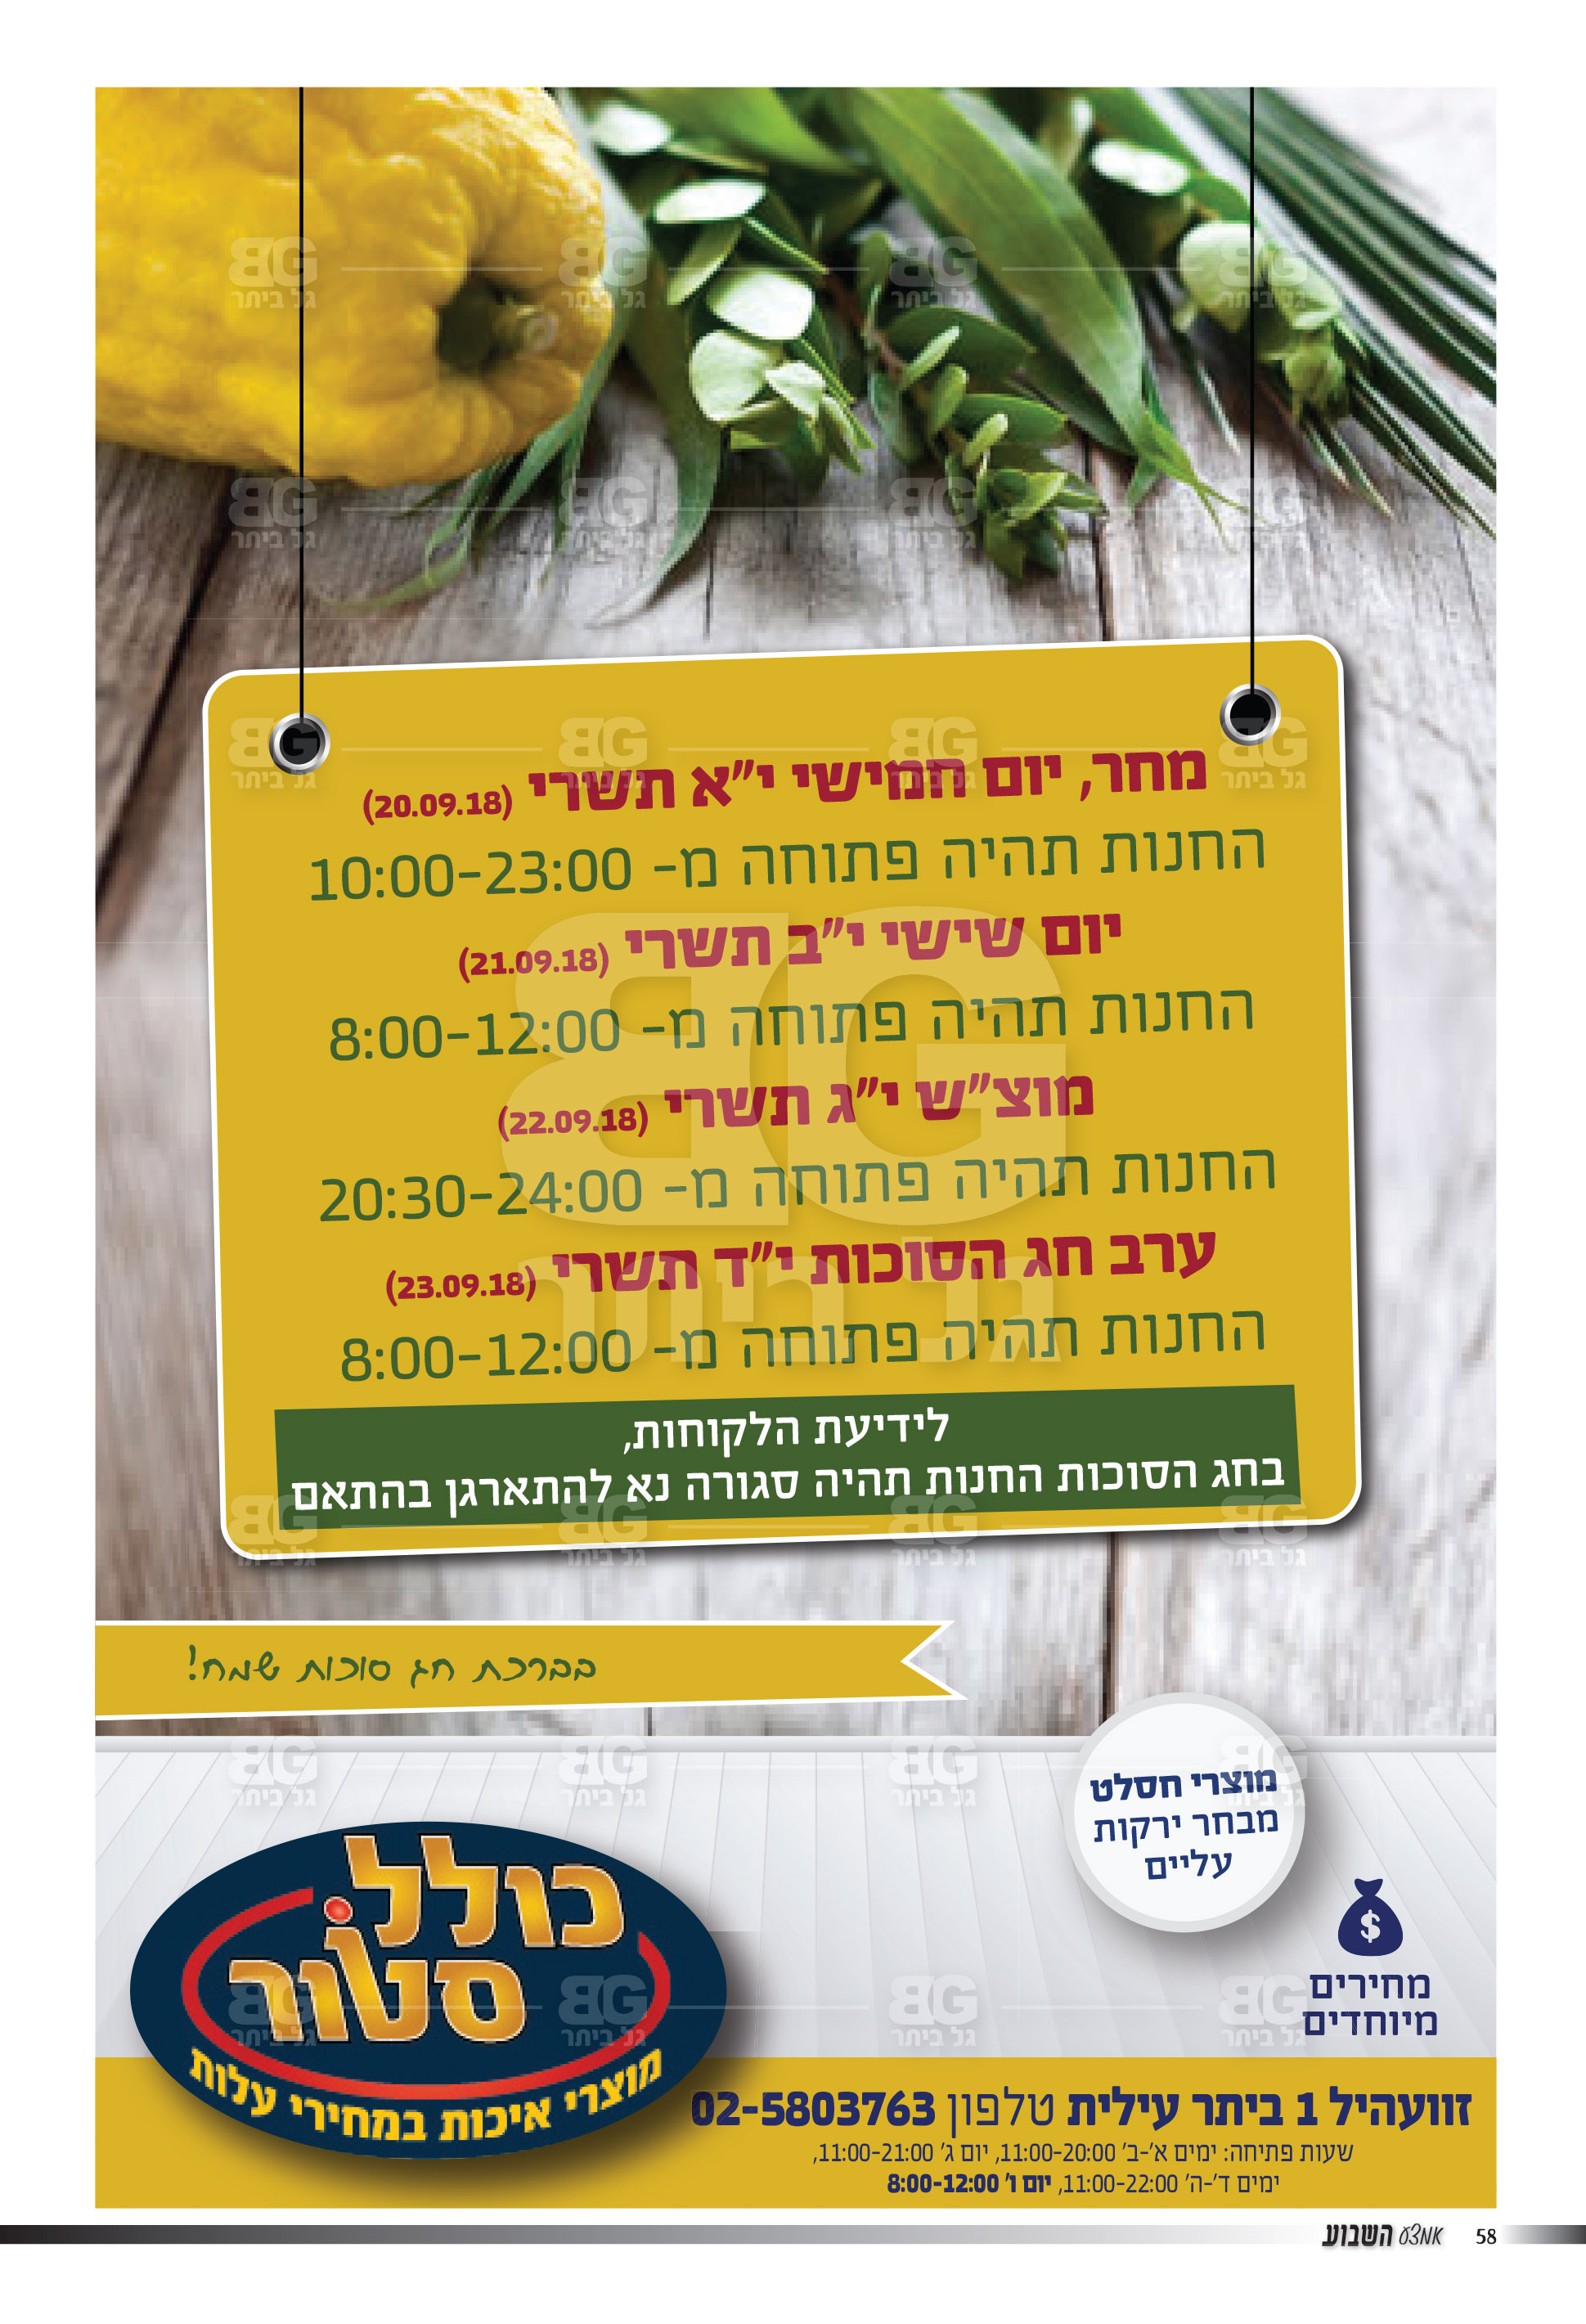 מחר, יום חמישי י"א תשרי (20.09.18)
החנות תהיה פתוחה מ- 10:00-23:00
יום שישי י"ב תשרי (21.09.18)
החנות תהיה פתוחה מ- 8:00-12:00
מוצ"ש י"ג תשרי (22.09.18)
החנות תהיה פתוחה מ- 20:30-24:00
ערב חג הסוכות י"ד תשרי (23.09.18)
החנות תהיה פתוחה מ- 8:00-12:00
לידיעת הלקוחות,
בחג הסוכות החנות תהיה סגורה נא להתארגן בהתאם
בברכת חג סוכות שמח!
מוצרי חסלט
מבחר ירקות
עליים
מחירים
מיוחדים
כולל
סטור
מוצרי איכות במחירי עלות
זוועהיל 1 ביתר עילית טלפון 02-5803763
שעות פתיחה: ימים א'-ב' 11:00-20:00, יום ג' 11:00-21:00,
ימים ד'-ה' 11:00-22:00, יום ו' 8:00-12:00
58 אמצע השבוע
BG
גל ביתר